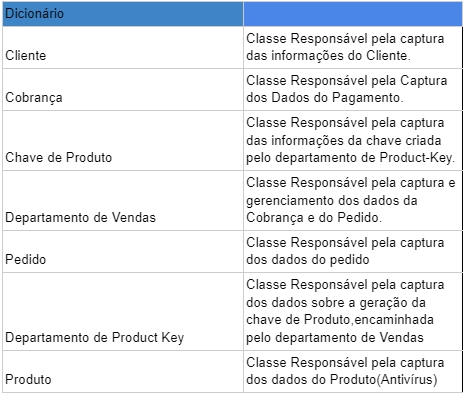 Dicionário
Classe Responsável pela captura
das informações do Cliente.
Cliente
Classe Responsável pela Captura
dos Dados do Pagamento.
Cobrança
Classe Responsável pela captura
das informações da chave criada
pelo departamento de Product-Key.
Chave de Produto
Classe Responsável pela captura e
gerenciamento dos dados da
Cobrança e do Pedido.
Departamento de Vendas
Classe Responsável pela captura
dos dados do pedido
Pedido
Classe Responsável pela captura
dos dados sobre a geração da
chave de Produto,encaminhada
pelo departamento de Vendas
Departamento de Product Key
Classe Responsável pela captura
dos dados do Produto(Antivírus)
Produto